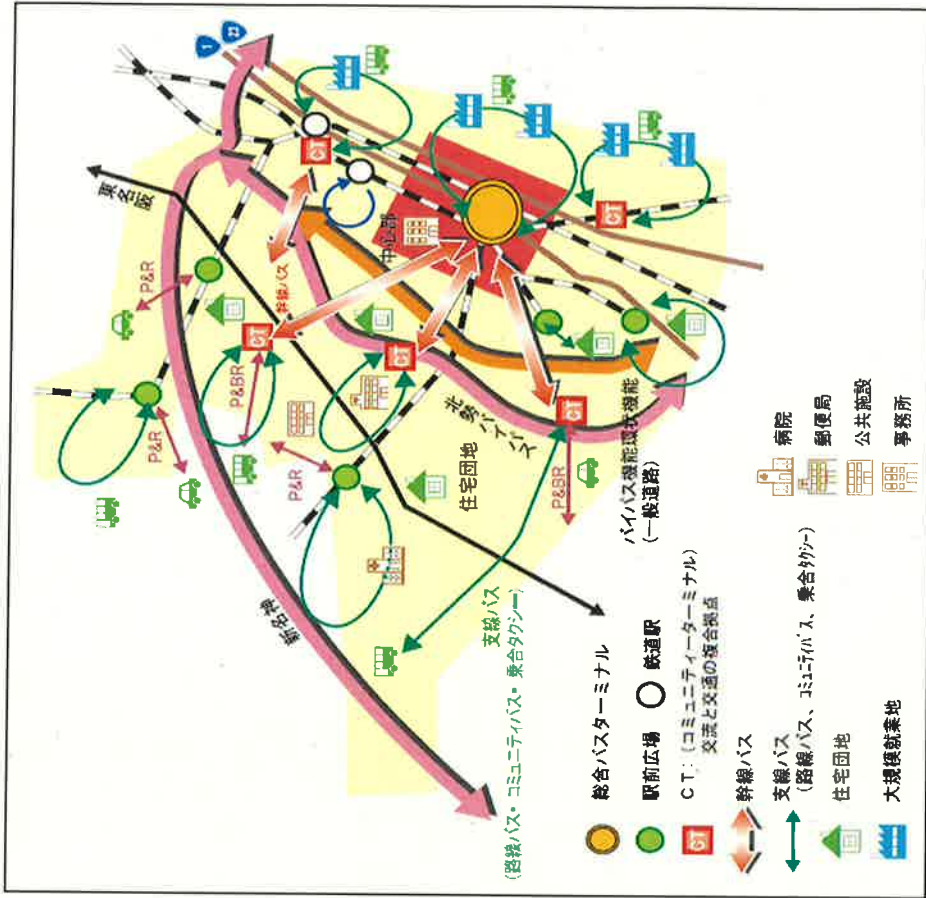 1
23
東名阪
P&R
幹線バス
CT
中心部
CT
P&BR
CT
P&R
P&R
北勢バイパス
CT
CT
P&BR
住宅団地
新名神
バイパス機能環状機能
(一般道路)
支線バス
(路線バス・コミュニティバス・乗合タクシー)
総合バスターミナル
駅前広場
鉄道駅
CT
CT:(コミュニティーターミナル)
交流と交通の複合拠点
幹線バス
支線バス
(路線バス、コミュニティバス、乗合タクシー)
住宅団地
大規模就業地
病院
郵便局
公共施設
事務所